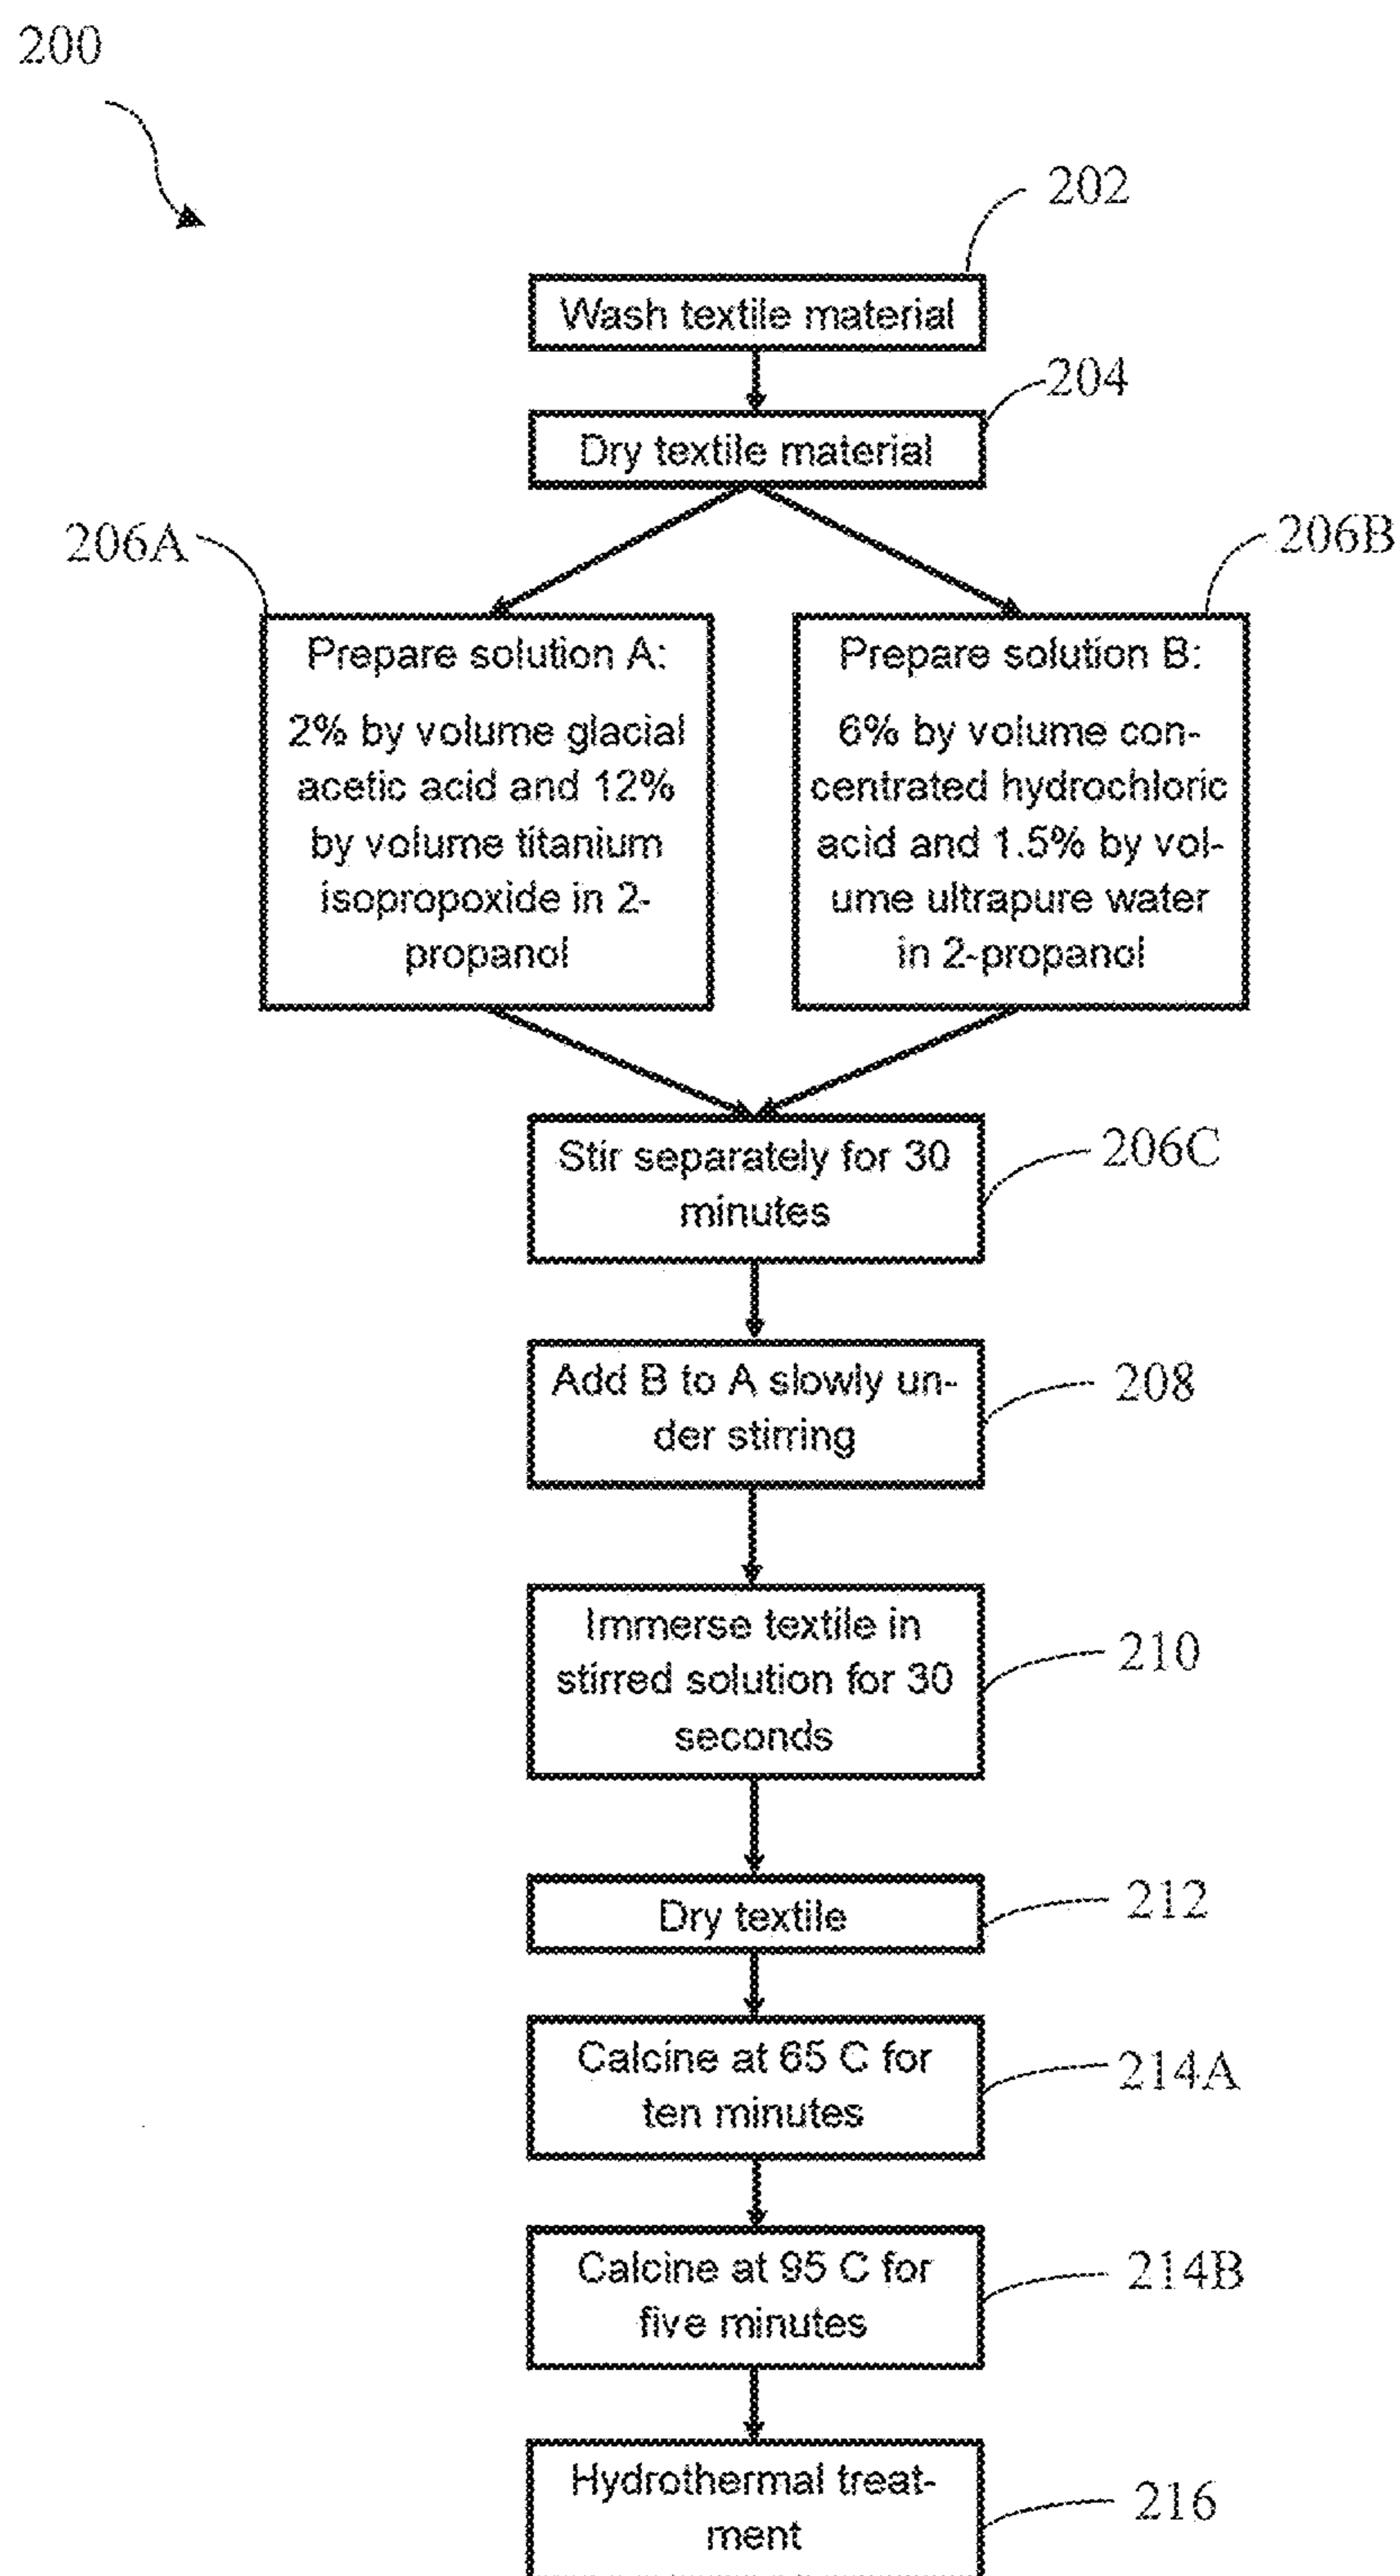 200
202
Wash textile material
204
Dry textile material
206A
206B
Prepare solution A:
2% by volume glacial
acetic acid and 12%
by volume titanium
isopropoxide in 2-
propanol
Prepare solution B:
6% by volume con-
centrated hydrochloric
acid and 1.5% by vol-
ume ultrapure water
in 2-propanol
Stir separately for 30
minutes
206C
Add B to A slowly un-
der stirring
208
Immerse textile in
stirred solution for 30
seconds
210
Dry textile
212
Calcine at 65 C for
ten minutes
214A
Calcine at 95 C for
five minutes
214B
Hydrothermal treat-
ment
216